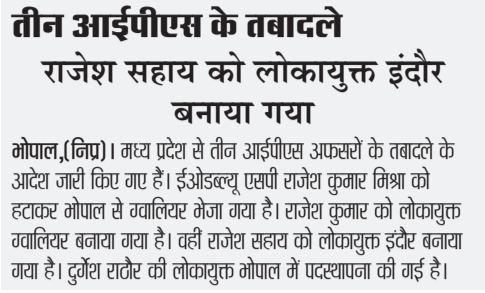 तीन आईपीएस के तबादले
राजेश सहाय को लोकायुक्त इंदौर
बनाया गया
भोपाल,(निप्र)। मध्य प्रदेश से तीन आईपीएस अफसरों के तबादले के
आदेश जारी किए गए हैं। ईओडब्ल्यू एसपी राजेश कुमार मिश्रा को
हटाकर भोपाल से ग्वालियर भेजा गया है। राजेश कुमार को लोकायुक्त
ग्वालियर बनाया गया है। वहीं राजेश सहाय को लोकायुक्त इंदौर बनाया
गया है। दुर्गेश राठौर की लोकायुक्त भोपाल में पदस्थापना की गई है।